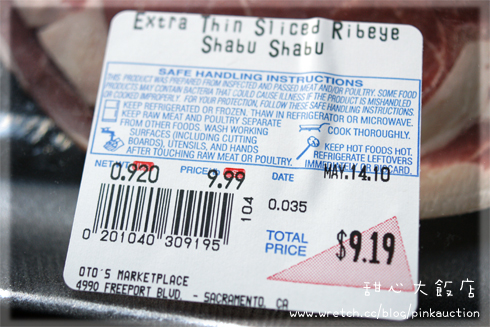 Extra Thin Sliced Ribeye
Shabu Shabu
SAFE HANDLING INSTRUCTIONS
THIS PRODUCT WAS PREPARED FROM INSPECTED AND PASSED MEAT AND/OR POULTRY. SOME FOOD
PRODUCTS MAY CONTAIN BACTERIA THAT COULD CAUSE ILLNESS IF THE PRODUCT IS MISHANDLED
OR COOKED IMPROPERLY. FOR YOUR PROTECTION, FOLLOW THESE SAFE HANDLING INSTRUCTIONS.
KEEP REFRIGERATED OR FROZEN. THAW IN REFRIGERATOR OR MICROWAVE.
KEEP RAW MEAT AND POULTRY SEPARATE
FROM OTHER FOODS. WASH WORKING
SURFACES (INCLUDING CUTTING
BOARDS), UTENSILS, AND HANDS
AFTER TOUCHING RAW MEAT OR POULTRY.
COOK THOROUGHLY.
KEEP HOT FOODS HOT.
REFRIGERATE LEFTOVERS
IMMEDIATELY OR DISCARD.
NET WT.
0.920
PRICE/
9.99
DATE
MAY.14.10
104
0.035
0 201040 309195
TOTAL
PRICE
$9.19
OTO'S MARKETPLACE
4990 FREEPORT BLVD. - SACRAMENTO, CA
甜心大飯店
www.wretch.cc/blog/pinkauction